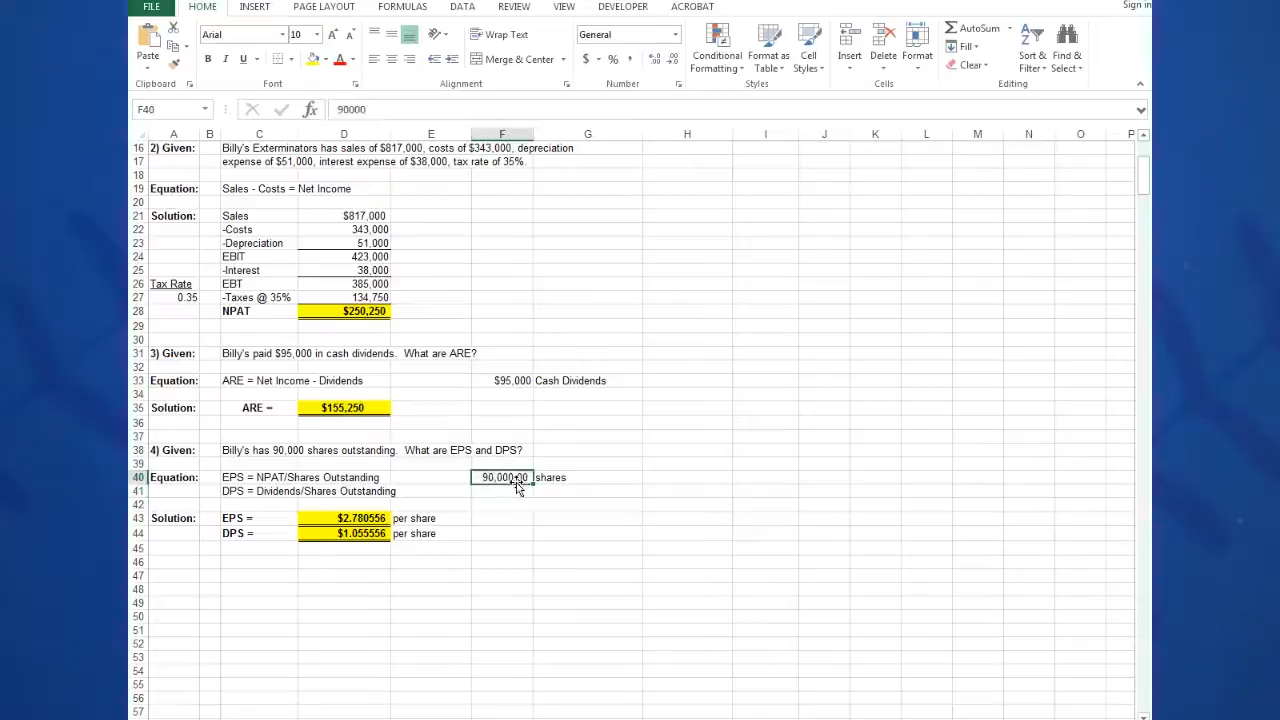 Sign in
FILE HOME INSERT PAGE LAYOUT FORMULAS DATA REVIEW VIEW DEVELOPER ACROBAT
Arial 10 A A Wrap Text General AutoSum
Paste Conditional Format as Cell Insert Delete Format Fill Sort & Find &
B I U A Merge & Center $ % , Formatting Table Styles Clear Filter Select
Clipboard Font Alignment Number Styles Cells Editing
F40 fx 90000
A B C D E F G H I J K L M N O P
16 2) Given: Billy's Exterminators has sales of $817,000, costs of $343,000, depreciation
17 expense of $51,000, interest expense of $38,000, tax rate of 35%.
18
19 Equation: Sales - Costs = Net Income
20
21 Solution: Sales $817,000
22 -Costs 343,000
23 -Depreciation 51,000
24 EBIT 423,000
25 -Interest 38,000
26 Tax Rate EBT 385,000
27 0.35 -Taxes @ 35% 134,750
28 NPAT $250,250
29
30
31 3) Given: Billy's paid $95,000 in cash dividends. What are ARE?
32
33 Equation: ARE = Net Income - Dividends $95,000 Cash Dividends
34
35 Solution: ARE = $155,250
36
37
38 4) Given: Billy's has 90,000 shares outstanding. What are EPS and DPS?
39
40 Equation: EPS = NPAT/Shares Outstanding 90,000.00 shares
41 DPS = Dividends/Shares Outstanding
42
43 Solution: EPS = $2.780556 per share
44 DPS = $1.055556 per share
45
46
47
48
49
50
51
52
53
54
55
56
57